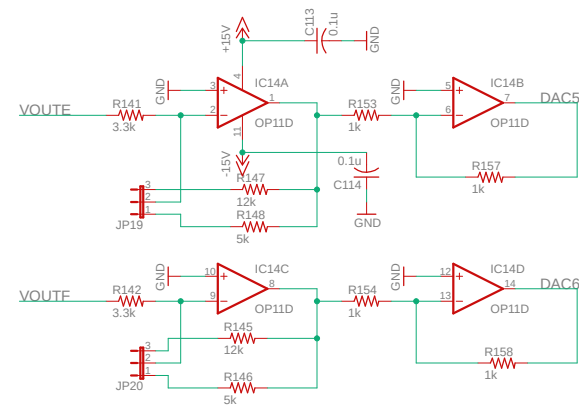 C113
0.1u
GND
+15V
4
GND
3
+
2
−
IC14A
1
11
OP11D
VOUTE
R141
3.3k
-15V
R153
1k
GND
5
+
6
−
IC14B
7
OP11D
DAC5
R157
1k
0.1u
C114
GND
R147
12k
R148
5k
3
2
1
JP19
GND
10
+
9
−
IC14C
8
OP11D
VOUTF
R142
3.3k
R154
1k
GND
12
+
13
−
IC14D
14
OP11D
DAC6
R145
12k
R158
1k
3
2
1
JP20
R146
5k